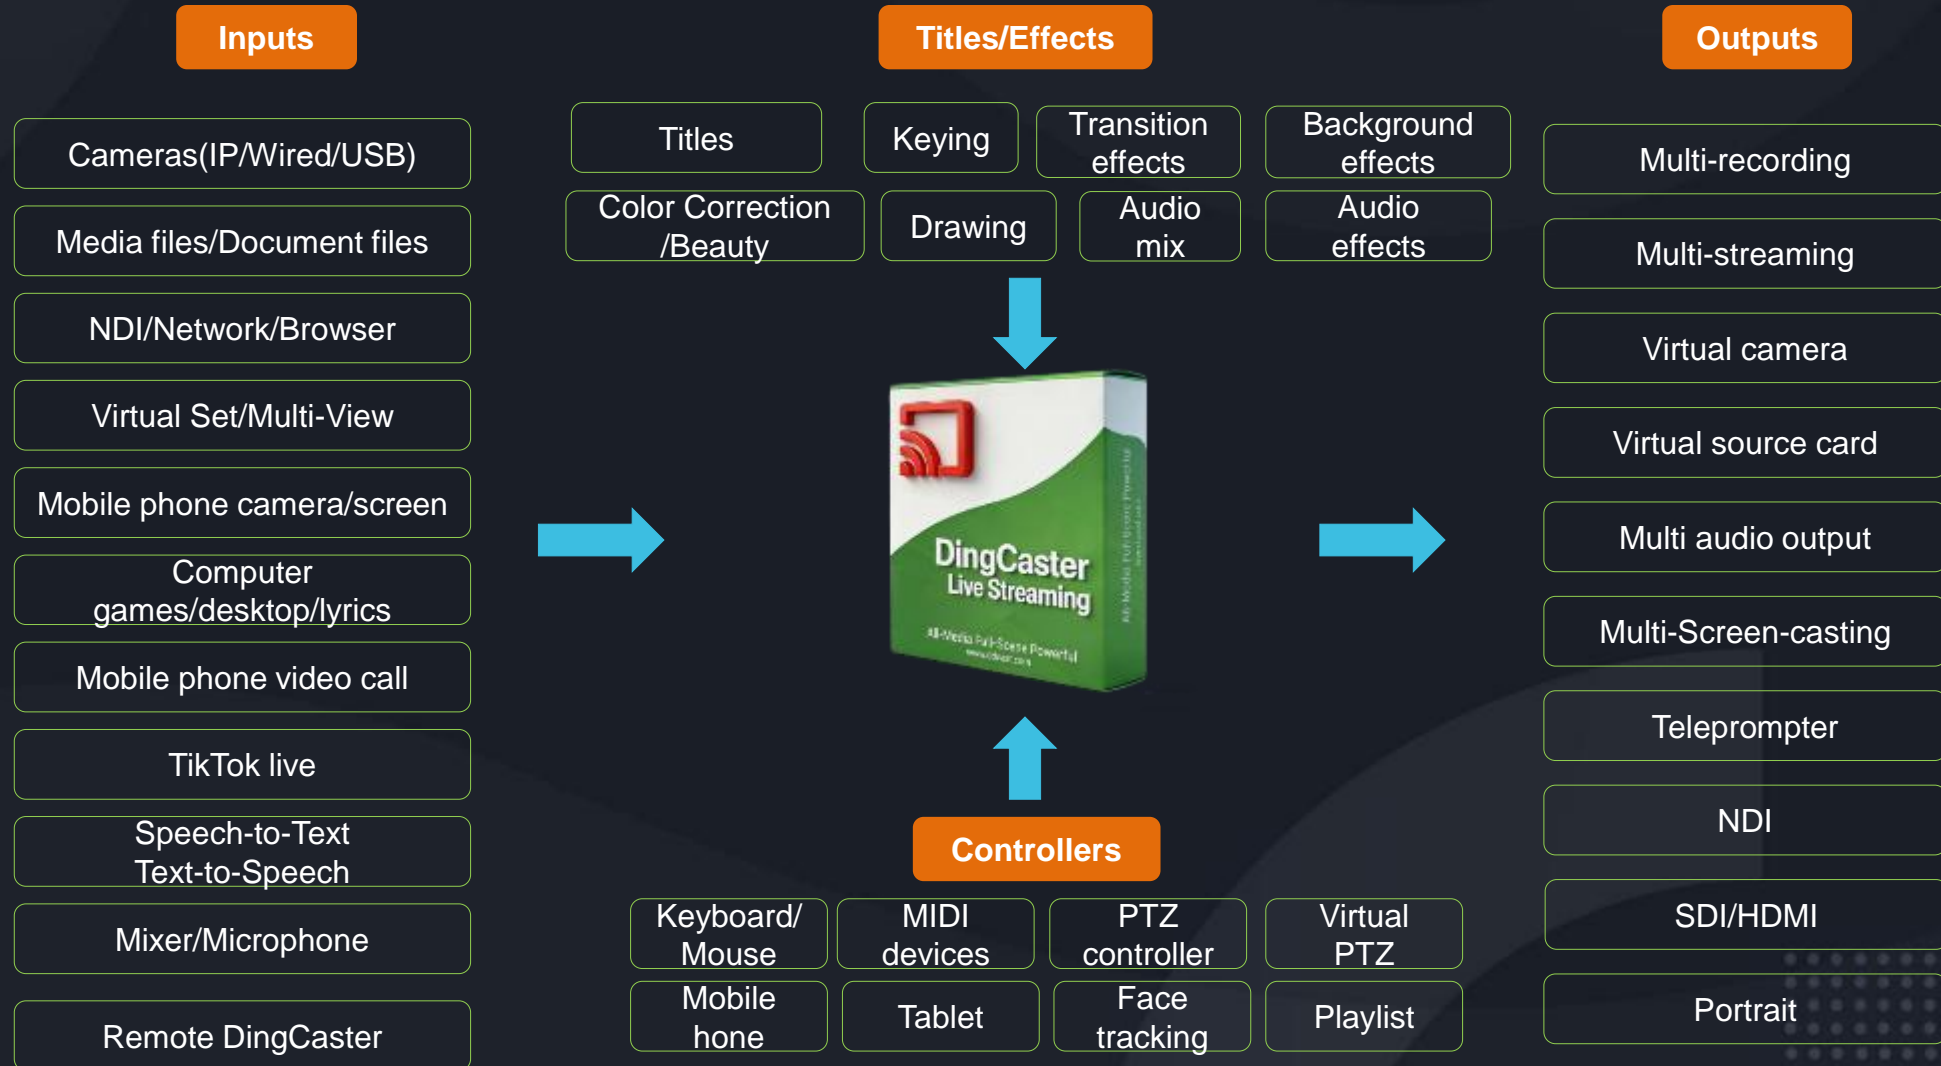 Inputs
Cameras(IP/Wired/USB)
Media files/Document files
NDI/Network/Browser
Virtual Set/Multi-View
Mobile phone camera/screen
Computer
games/desktop/lyrics
Mobile phone video call
TikTok live
Speech-to-Text
Text-to-Speech
Mixer/Microphone
Remote DingCaster
Titles/Effects
Titles
Keying
Transition
effects
Background
effects
Color Correction
/Beauty
Drawing
Audio
mix
Audio
effects
DingCaster
Live Streaming
All-Media Full-Scene Powerful
Controllers
Keyboard/
Mouse
MIDI
devices
PTZ
controller
Virtual
PTZ
Mobile
hone
Tablet
Face
tracking
Playlist
Outputs
Multi-recording
Multi-streaming
Virtual camera
Virtual source card
Multi audio output
Multi-Screen-casting
Teleprompter
NDI
SDI/HDMI
Portrait